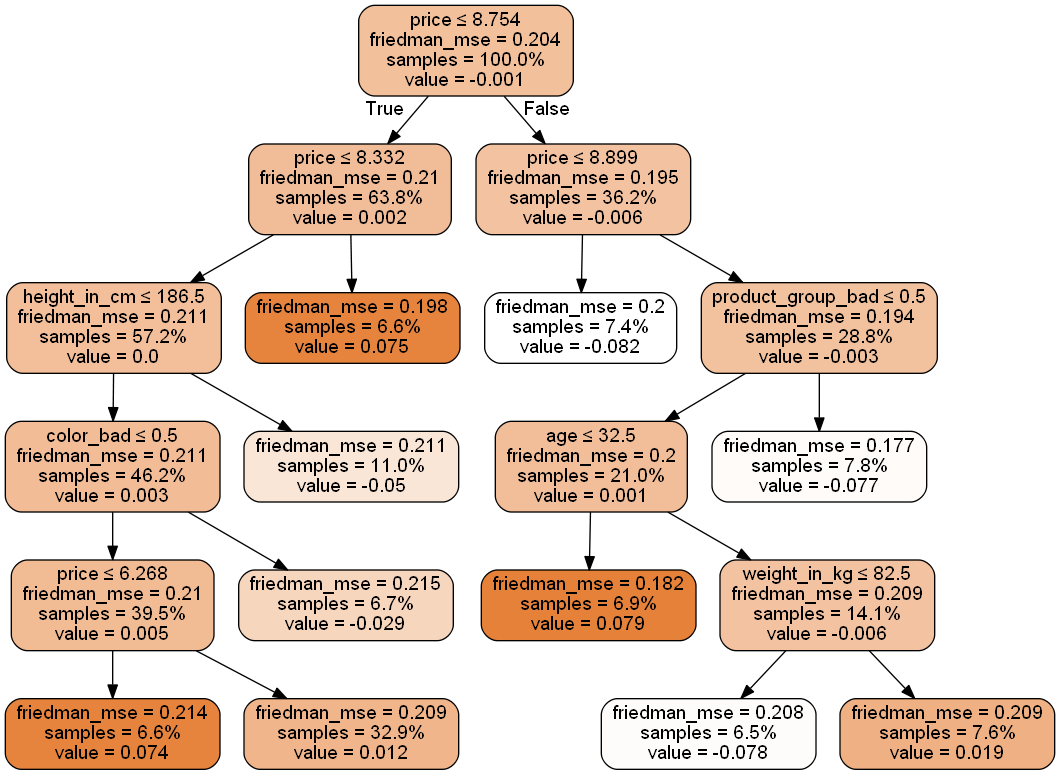 price ≤ 8.754
friedman_mse = 0.204
samples = 100.0%
value = -0.001
True
False
price ≤ 8.332
friedman_mse = 0.21
samples = 63.8%
value = 0.002
price ≤ 8.899
friedman_mse = 0.195
samples = 36.2%
value = -0.006
height_in_cm ≤ 186.5
friedman_mse = 0.211
samples = 57.2%
value = 0.0
friedman_mse = 0.198
samples = 6.6%
value = 0.075
friedman_mse = 0.2
samples = 7.4%
value = -0.082
product_group_bad ≤ 0.5
friedman_mse = 0.194
samples = 28.8%
value = -0.003
color_bad ≤ 0.5
friedman_mse = 0.211
samples = 46.2%
value = 0.003
friedman_mse = 0.211
samples = 11.0%
value = -0.05
age ≤ 32.5
friedman_mse = 0.2
samples = 21.0%
value = 0.001
friedman_mse = 0.177
samples = 7.8%
value = -0.077
price ≤ 6.268
friedman_mse = 0.21
samples = 39.5%
value = 0.005
friedman_mse = 0.215
samples = 6.7%
value = -0.029
friedman_mse = 0.182
samples = 6.9%
value = 0.079
weight_in_kg ≤ 82.5
friedman_mse = 0.209
samples = 14.1%
value = -0.006
friedman_mse = 0.214
samples = 6.6%
value = 0.074
friedman_mse = 0.209
samples = 32.9%
value = 0.012
friedman_mse = 0.208
samples = 6.5%
value = -0.078
friedman_mse = 0.209
samples = 7.6%
value = 0.019